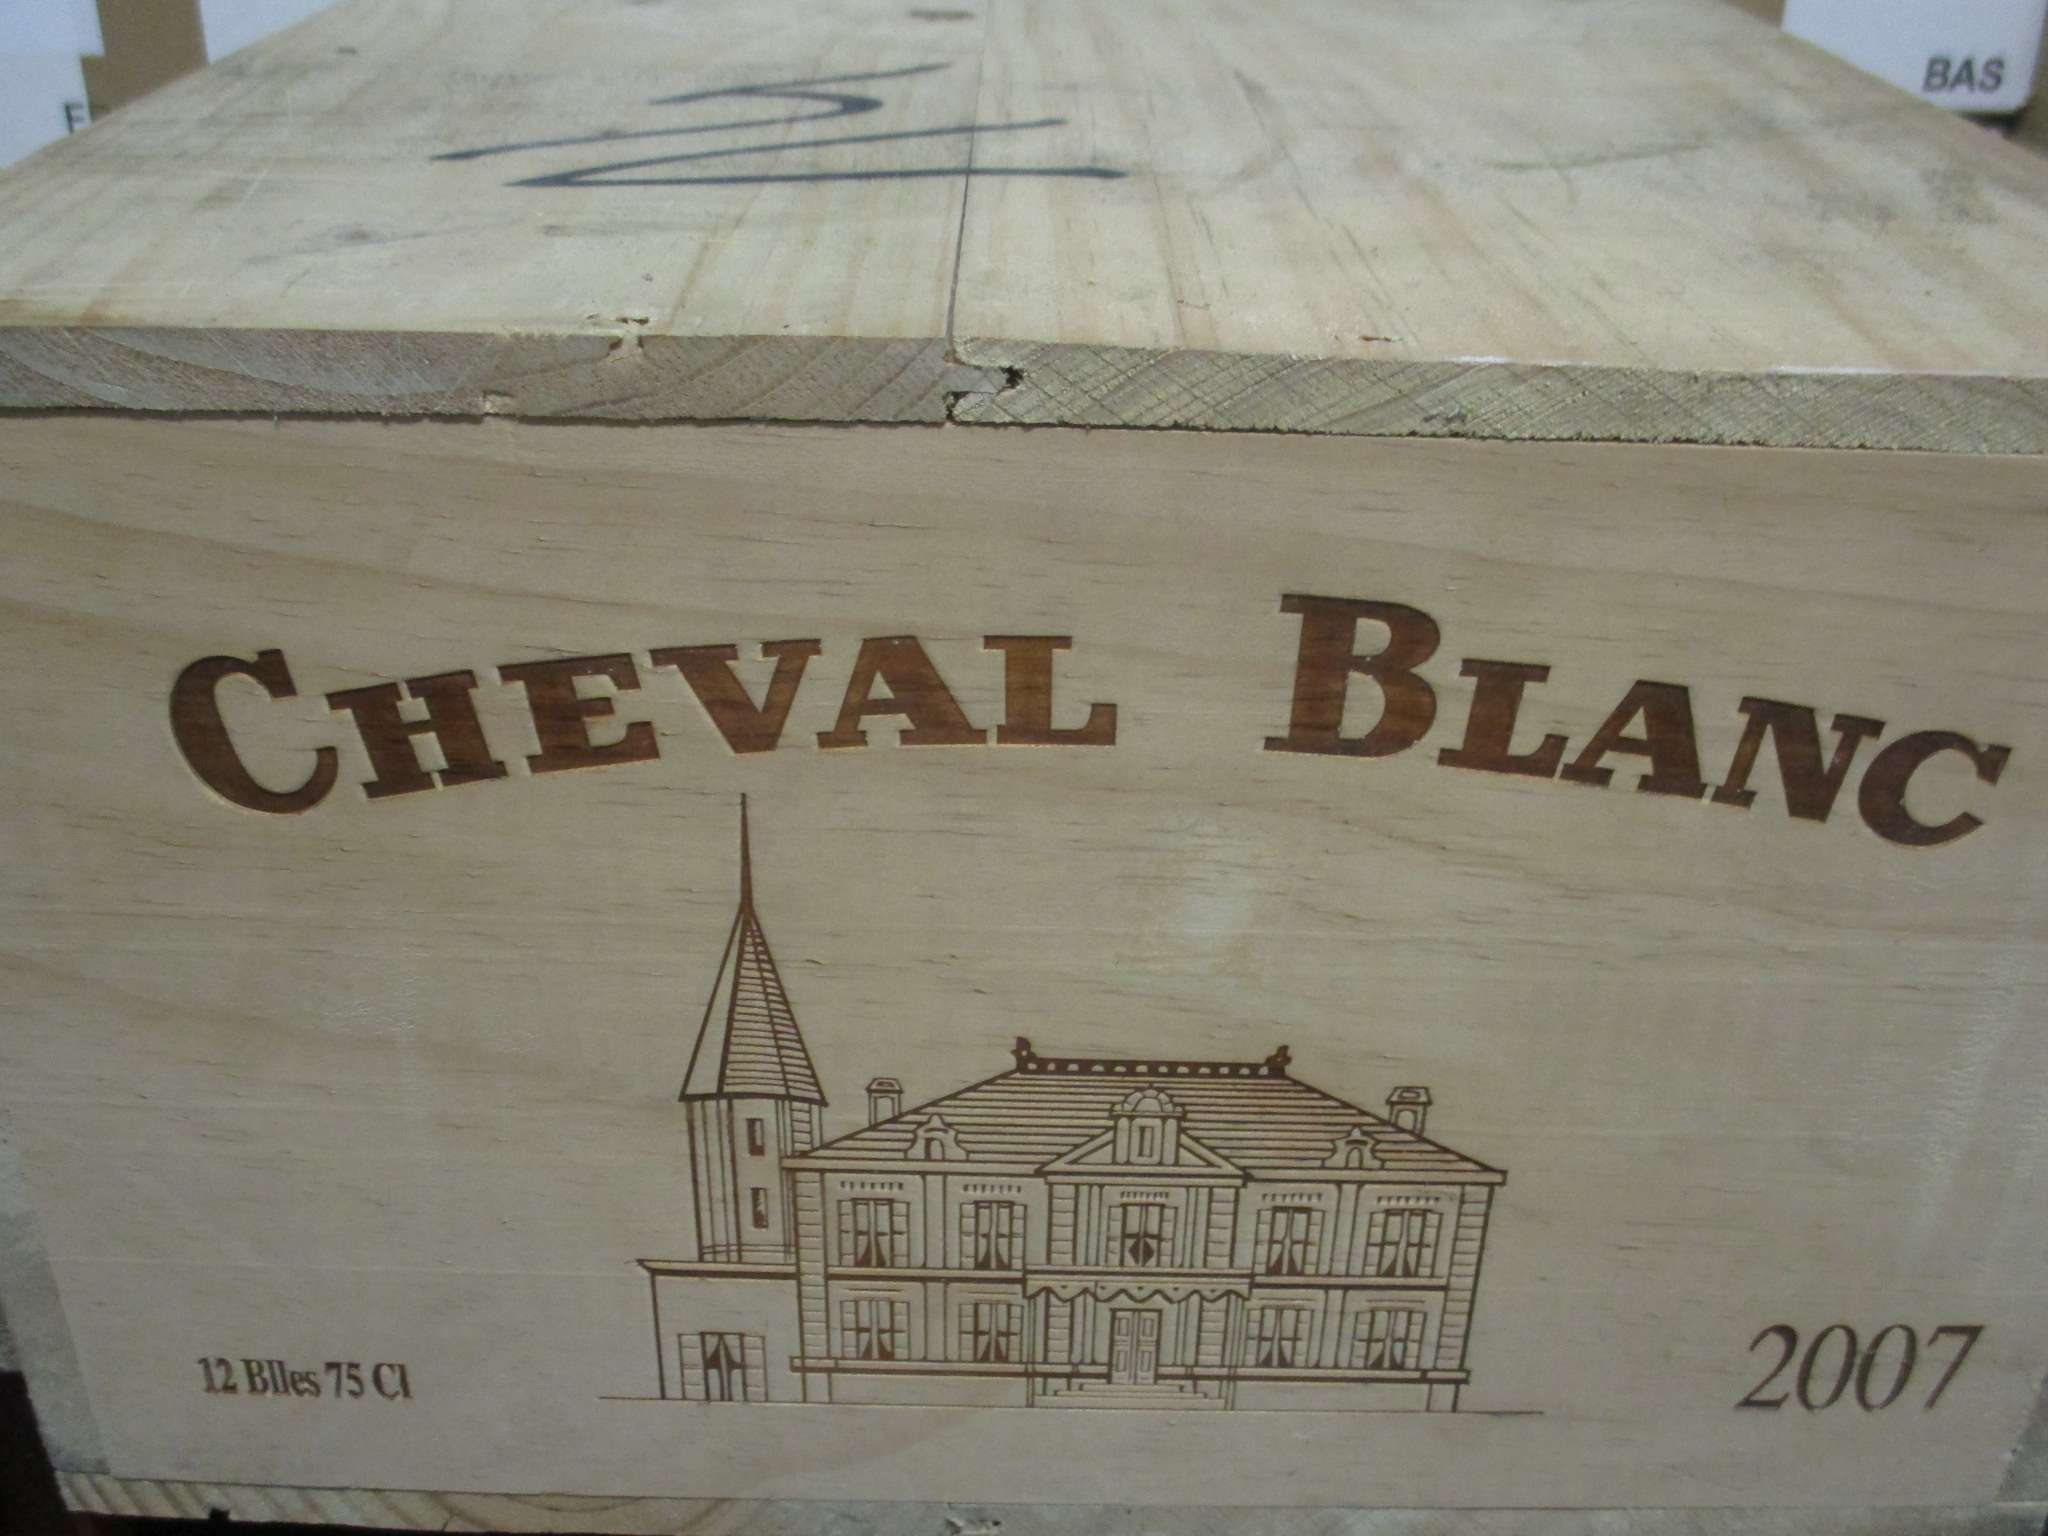 BAS
CHEVAL BLANC
12 Blles 75 Cl
2007